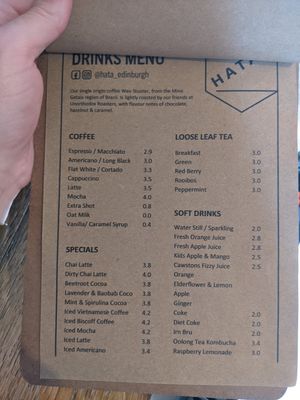 DRINKS MENU
@hata_edinburgh
HATA
Our single origin coffee Wax Stunner, from the Mina
Gerais region of Brazil. Is lightly roasted by our friends at
Unorthodox Roasters, with flavour notes of chocolate,
hazelnut & caramel.
COFFEE
Espresso / Macchiato 2.9
Americano / Long Black 3.0
Flat White / Cortado 3.3
Cappuccino 3.5
Latte 3.5
Mocha 4.0
Extra Shot 0.8
Oat Milk 0.0
Vanilla/ Caramel Syrup 0.4
SPECIALS
Chai Latte 3.8
Dirty Chai Latte 4.0
Beetroot Cocoa 3.8
Lavender & Baobab Coco 3.8
Mint & Spirulina Cocoa 3.8
Iced Vietnamese Coffee 4.2
Iced Biscoff Coffee 4.2
Iced Mocha 4.2
Iced Latte 3.8
Iced Americano 3.4
LOOSE LEAF TEA
Breakfast 3.0
Green 3.0
Red Berry 3.0
Rooibos 3.0
Peppermint 3.0
SOFT DRINKS
Water Still / Sparkling 2.0
Fresh Orange Juice 2.8
Fresh Apple Juice 2.8
Kids Apple & Mango 2.5
Cawstons Fizzy Juice 2.5
Orange
Elderflower & Lemon
Apple
Ginger
Coke 2.0
Diet Coke 2.0
Irn Bru 2.0
Oolong Tea Kombucha 3.4
Raspberry Lemonade 3.0